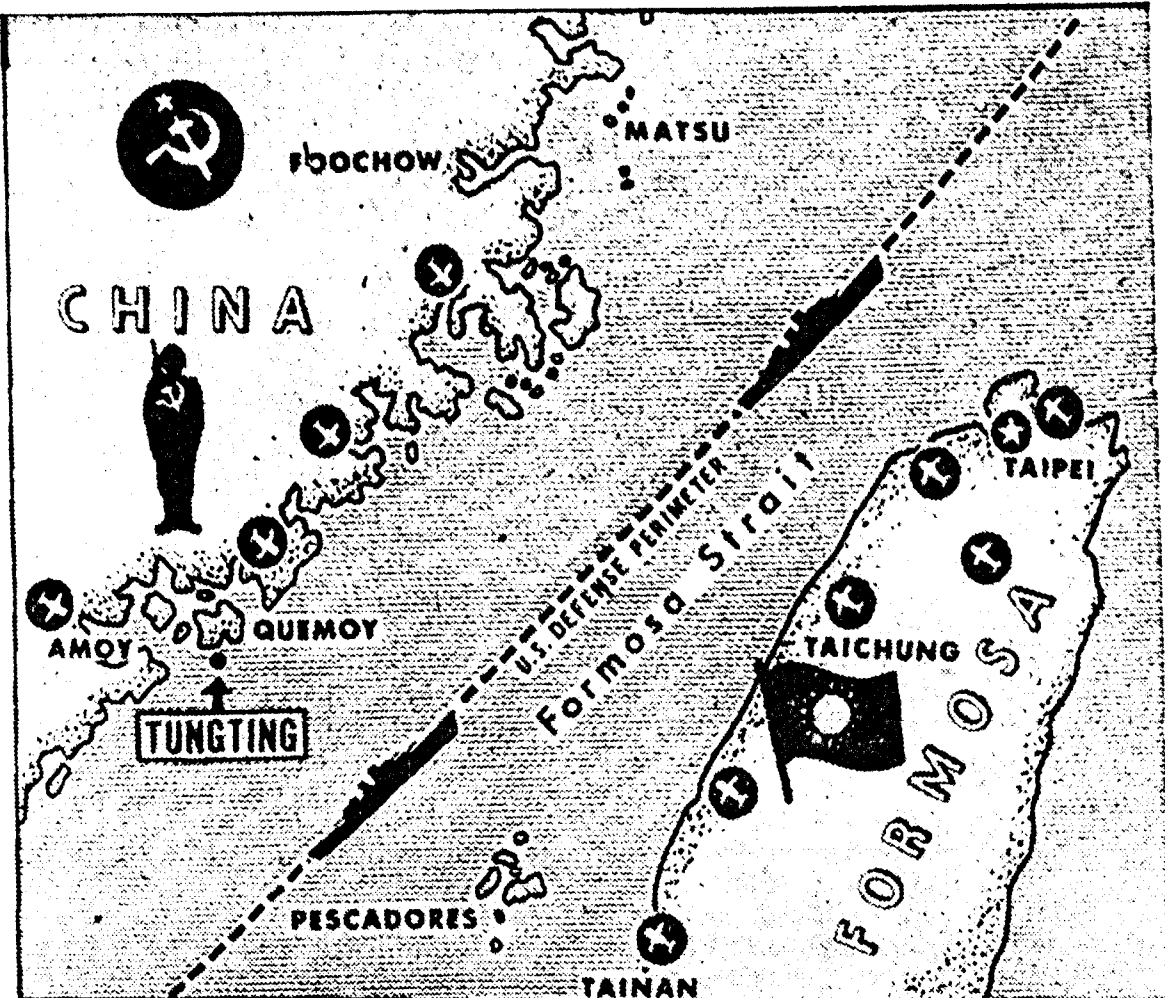 MATSU
FOOCHOW
CHINA
TAIPEI
U.S. DEFENSE PERIMETER
Formosa Strait
QUEMOY
AMOY
TAICHUNG
TUNGTING
FORMOSA
PESCADORES
TAINAN